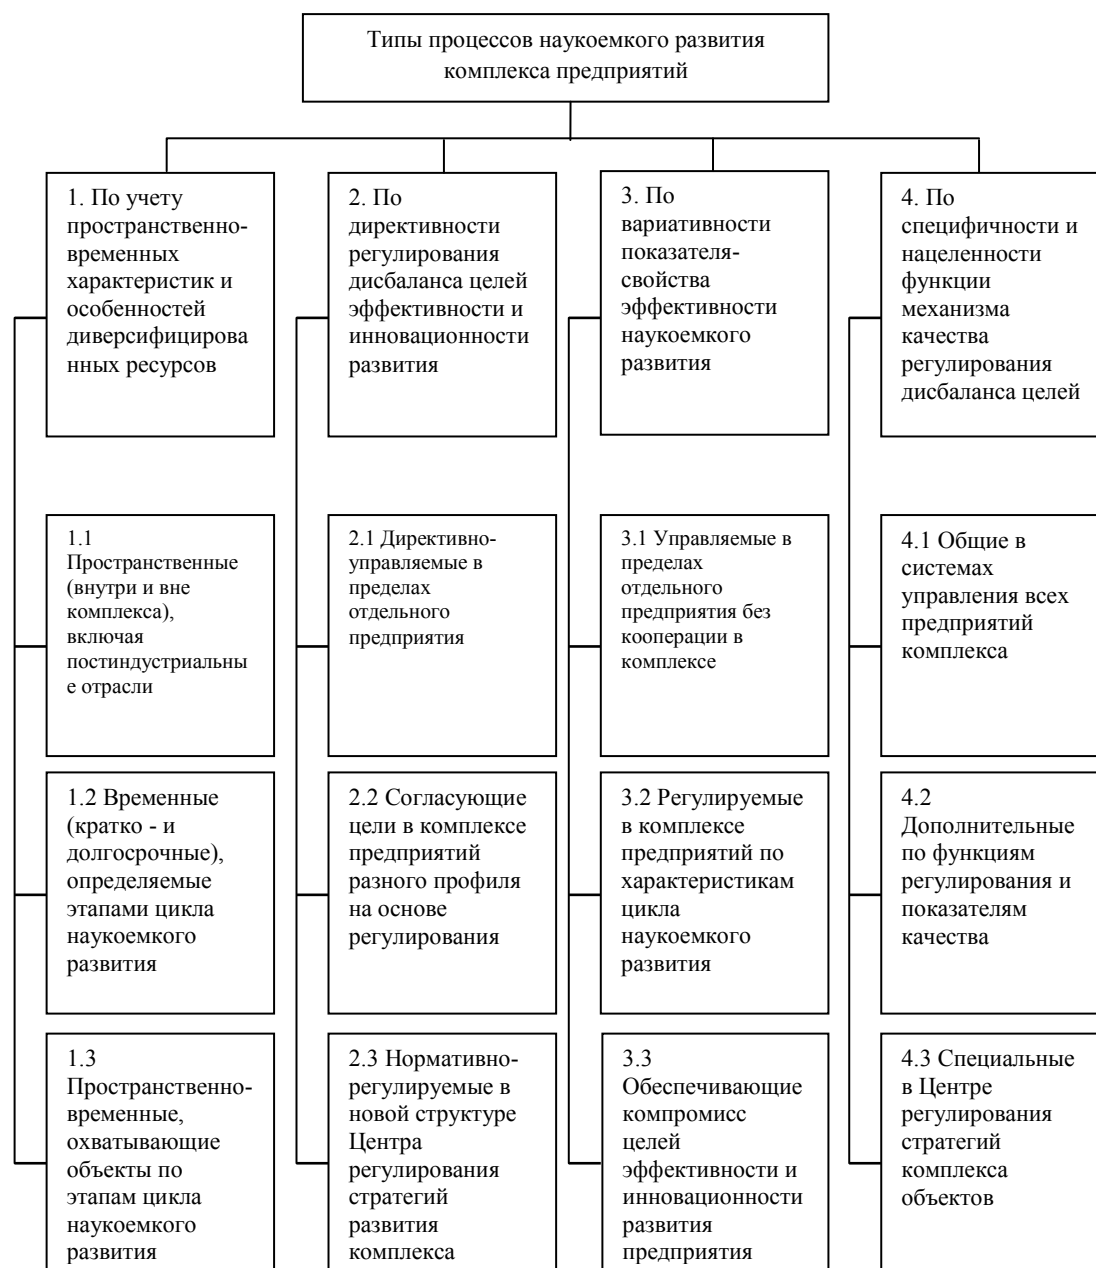 Типы процессов наукоемкого развития
комплекса предприятий
1. По учету
пространственно-
временных
характеристик и
особенностей
диверсифицирова
нных ресурсов
2. По
директивности
регулирования
дисбаланса целей
эффективности и
инновационности
развития
3. По
вариативности
показателя-
свойства
эффективности
наукоемкого
развития
4. По
специфичности и
нацеленности
функции
механизма
качества
регулирования
дисбаланса целей
1.1
Пространственные
(внутри и вне
комплекса),
включая
постиндустриальны
е отрасли
2.1 Директивно-
управляемые в
пределах
отдельного
предприятия
3.1 Управляемые в
пределах
отдельного
предприятия без
кооперации в
комплексе
4.1 Общие в
системах
управления всех
предприятий
комплекса
1.2 Временные
(кратко - и
долгосрочные),
определяемые
этапами цикла
наукоемкого
развития
2.2 Согласующие
цели в комплексе
предприятий
разного профиля
на основе
регулирования
3.2 Регулируемые
в комплексе
предприятий по
характеристикам
цикла
наукоемкого
развития
4.2
Дополнительные
по функциям
регулирования и
показателям
качества
1.3
Пространственно-
временные,
охватывающие
объекты по
этапам цикла
наукоемкого
развития
2.3 Нормативно-
регулируемые в
новой структуре
Центра
регулирования
стратегий
развития
комплекса
3.3
Обеспечивающие
компромисс
целей
эффективности и
инновационности
развития
предприятия
4.3 Специальные
в Центре
регулирования
стратегий
комплекса
объектов